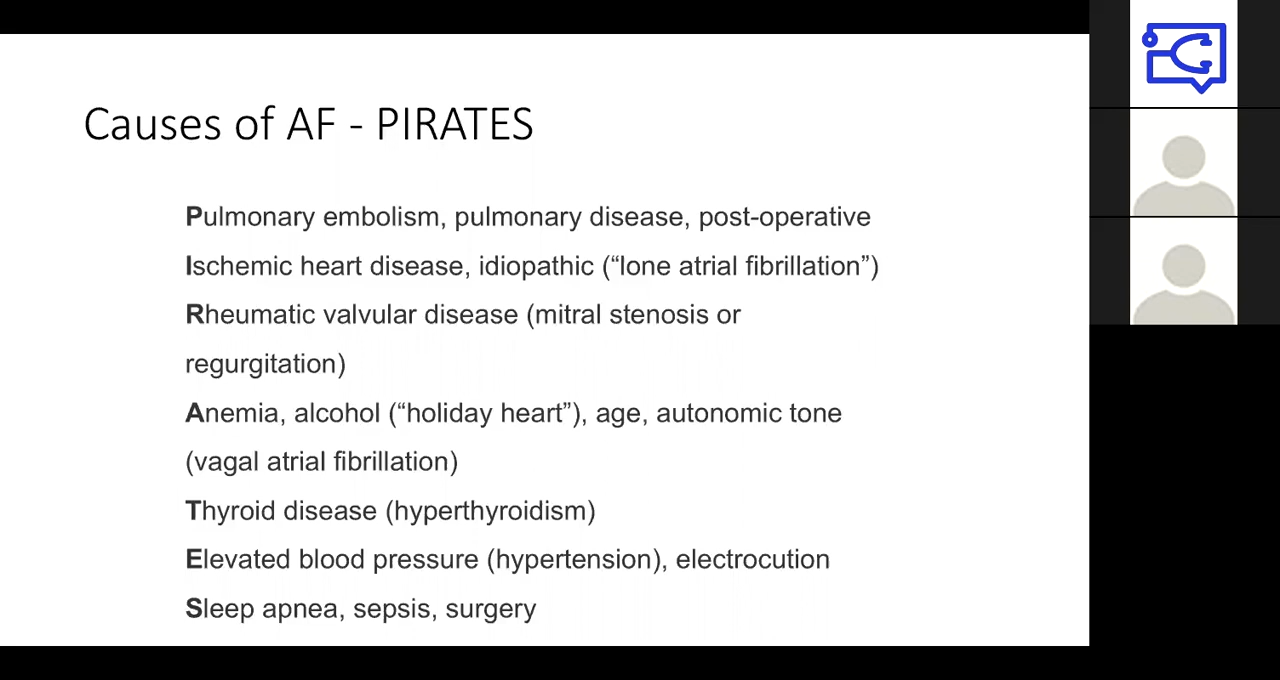 Causes of AF - PIRATES
Pulmonary embolism, pulmonary disease, post-operative
Ischemic heart disease, idiopathic (“lone atrial fibrillation”)
Rheumatic valvular disease (mitral stenosis or
regurgitation)
Anemia, alcohol (“holiday heart”), age, autonomic tone
(vagal atrial fibrillation)
Thyroid disease (hyperthyroidism)
Elevated blood pressure (hypertension), electrocution
Sleep apnea, sepsis, surgery